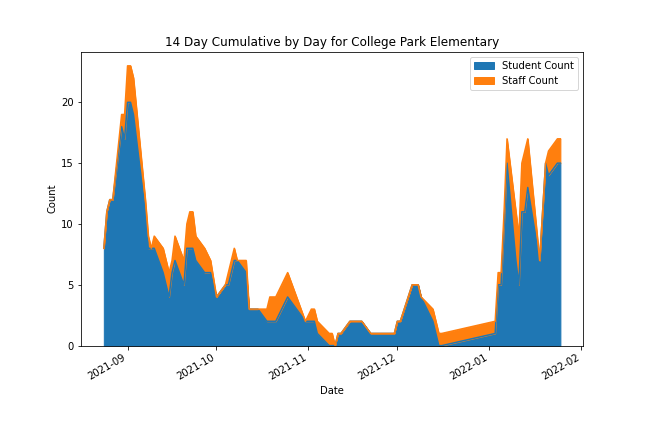 14 Day Cumulative by Day for College Park Elementary
Student Count
Staff Count
Count
20
15
10
5
0
2021-09
2021-10
2021-11
2021-12
2022-01
2022-02
Date